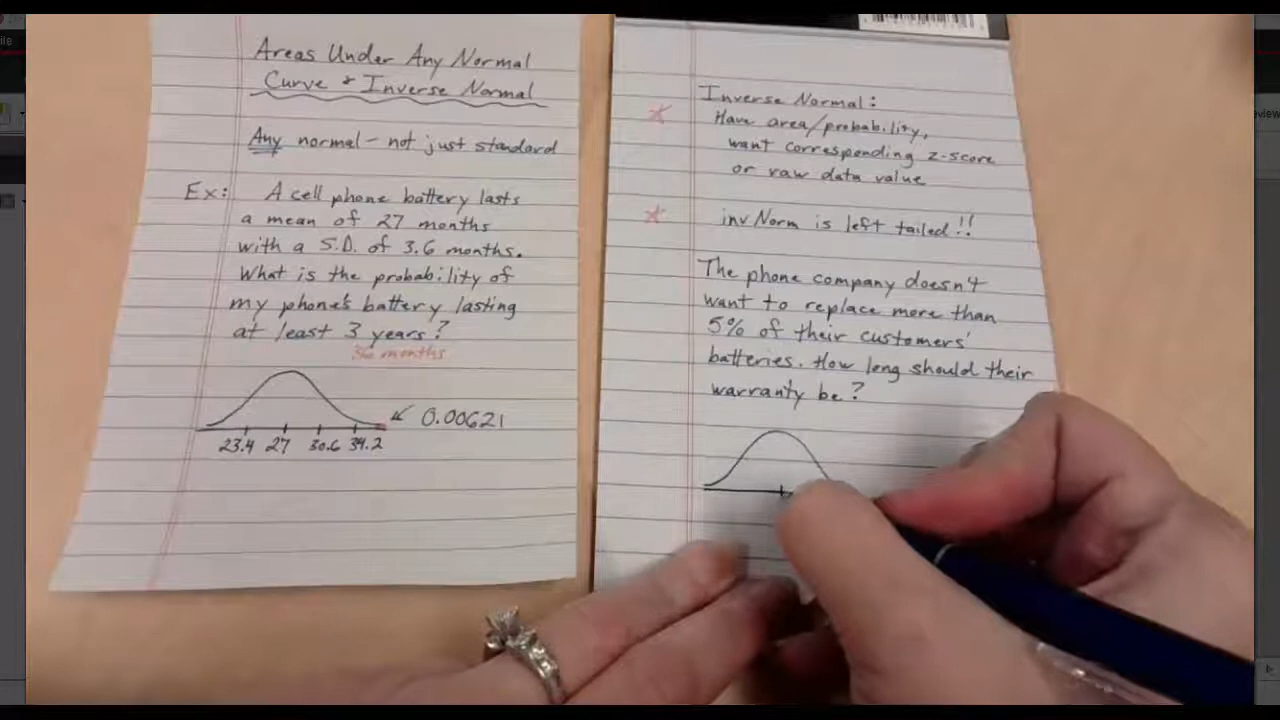 Areas Under Any Normal
Curve & Inverse Normal
Any normal - not just standard
Ex: A cell phone battery lasts
a mean of 27 months
with a S.D. of 3.6 months.
What is the probability of
my phone's battery lasting
at least 3 years?
36 months
0.00621
23.4 27 30.6 34.2
Inverse Normal:
Have area/probability,
want corresponding z-score
or raw data value
inv Norm is left tailed!!
The phone company doesn't
want to replace more than
5% of their customers'
batteries. How long should their
warranty be?
ile